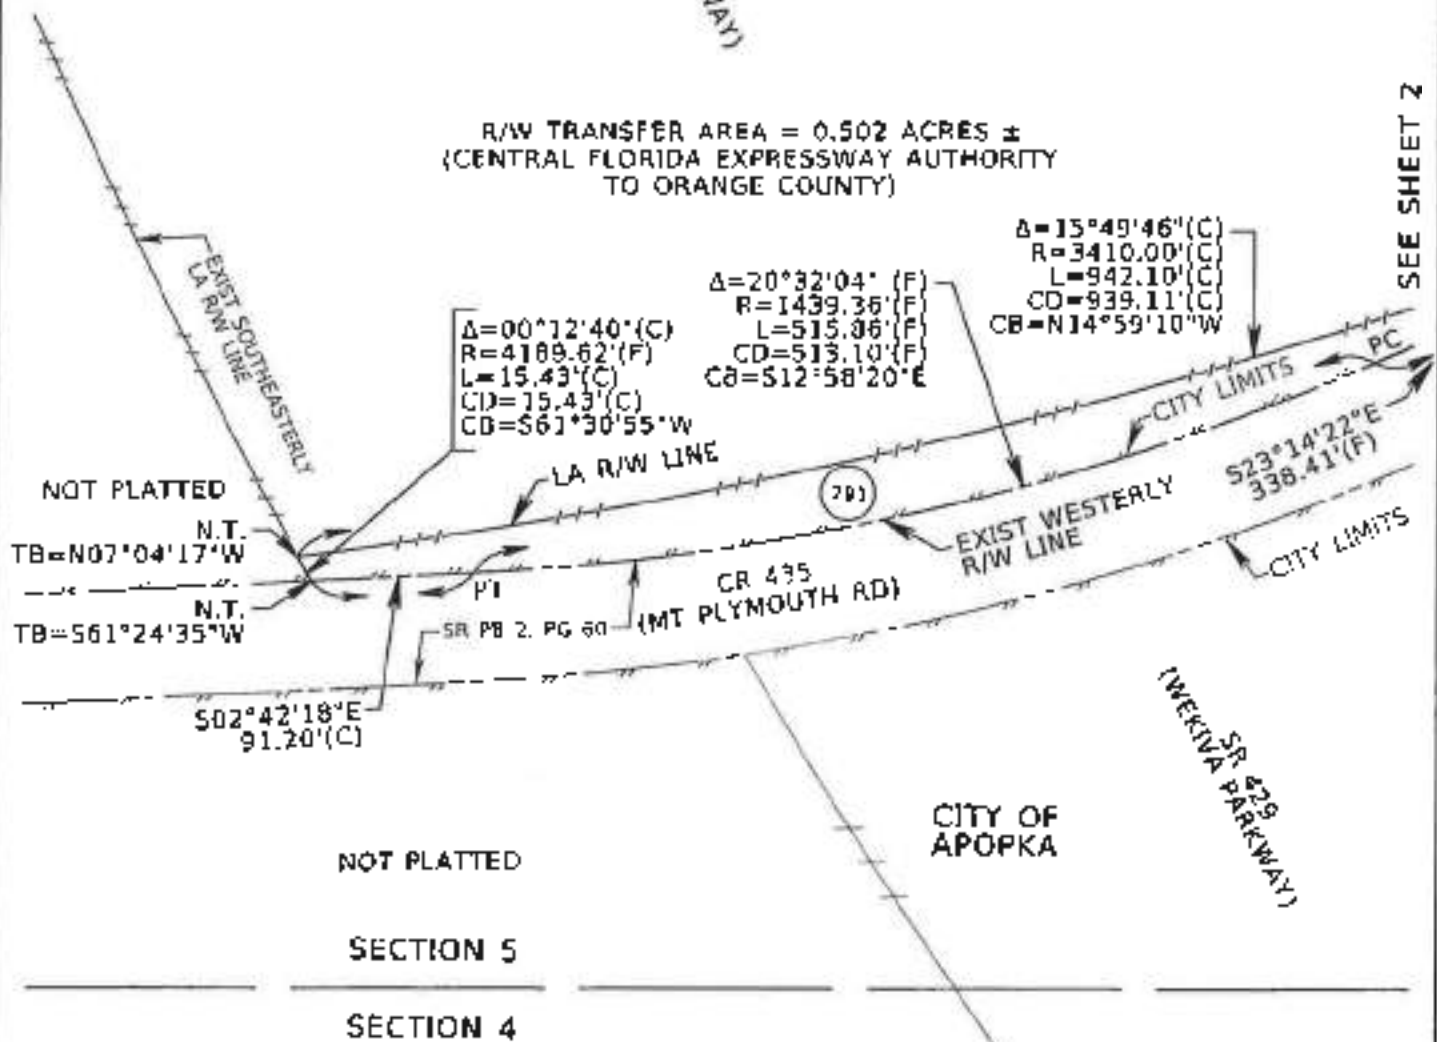 WAY)
R/W TRANSFER AREA = 0.502 ACRES ±
(CENTRAL FLORIDA EXPRESSWAY AUTHORITY
TO ORANGE COUNTY)
SEE SHEET 2
Δ=15°49'46"(C)
R=3410.00'(C)
L=942.10'(C)
CD=939.11'(C)
CB=N14°59'10"W
Δ=20°32'04" (F)
R=1439.36'(F)
L=515.86'(F)
CD=513.10'(F)
CB=S12°58'20"E
Δ=00°12'40"(C)
R=4189.62'(F)
L=15.43'(C)
CD=15.43'(C)
CB=S61°30'55"W
EXIST SOUTHEASTERLY
LA R/W LINE
LA R/W LINE
CITY LIMITS
PC
S23°14'22"E
338.41'(F)
NOT PLATTED
N.T.
TB=N07°04'17"W
N.T.
TB=S61°24'35"W
PT
291
EXIST WESTERLY
R/W LINE
CITY LIMITS
CR 435
(MT PLYMOUTH RD)
SR PB 2, PG 60
S02°42'18"E
91.20'(C)
SR 429
(WEKIVA PARKWAY)
CITY OF
APOPKA
NOT PLATTED
SECTION 5
SECTION 4